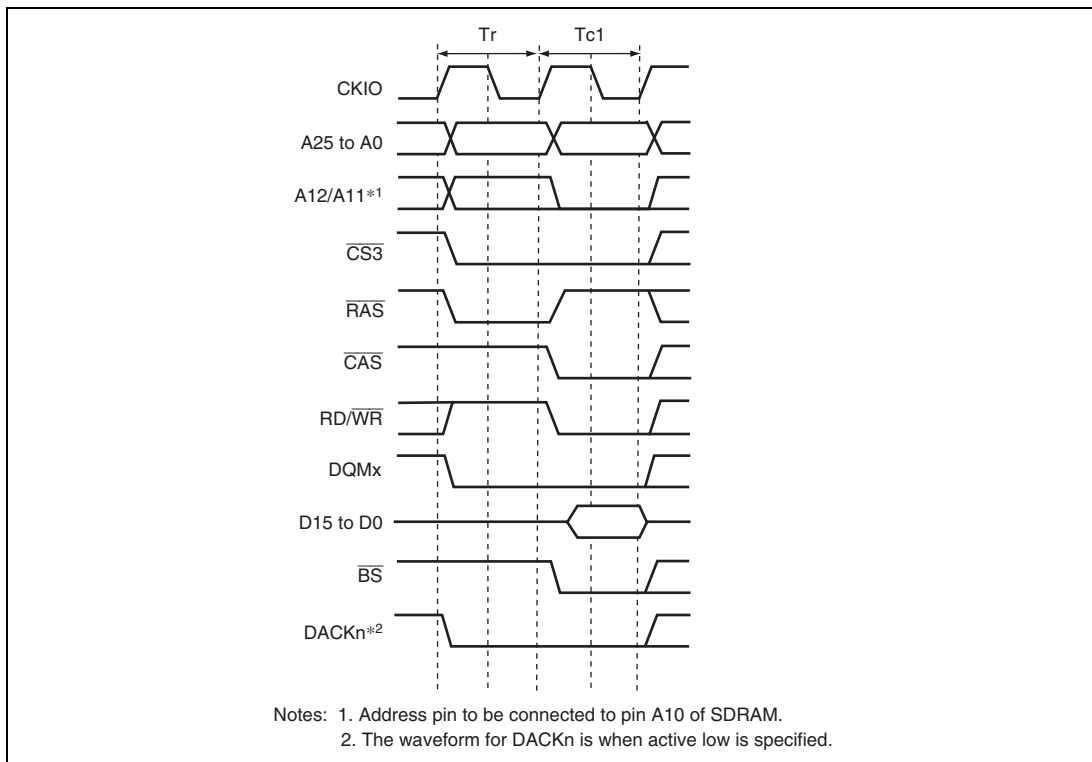 Tr Tc1
CKIO
A25 to A0
A12/A11*1
CS3
RAS
CAS
RD/WR
DQMx
D15 to D0
BS
DACKn*2
Notes: 1. Address pin to be connected to pin A10 of SDRAM.
2. The waveform for DACKn is when active low is specified.